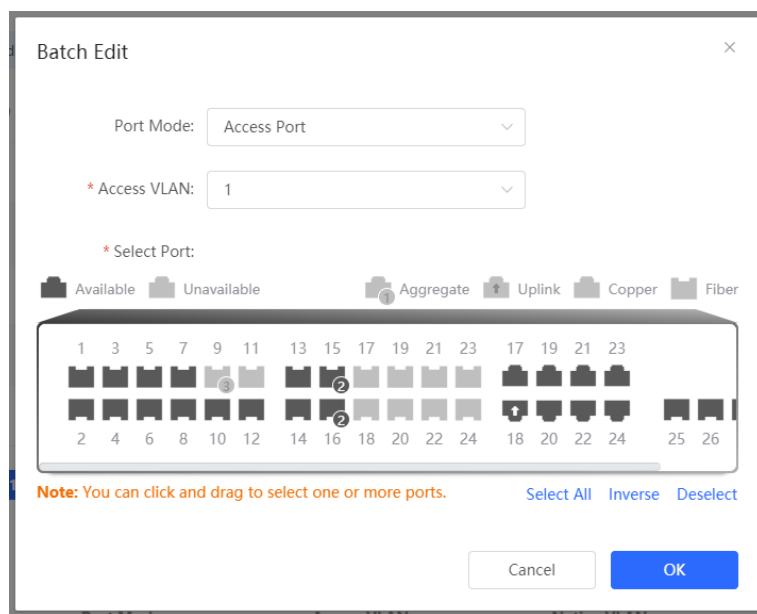 Batch Edit
Port Mode: Access Port
* Access VLAN: 1
* Select Port:
Available Unavailable 1 Aggregate Uplink Copper Fiber
1 3 5 7 9 11 13 15 17 19 21 23 17 19 21 23
3 2
2
2 4 6 8 10 12 14 16 18 20 22 24 18 20 22 24 25 26
Note: You can click and drag to select one or more ports. Select All Inverse Deselect
Cancel OK